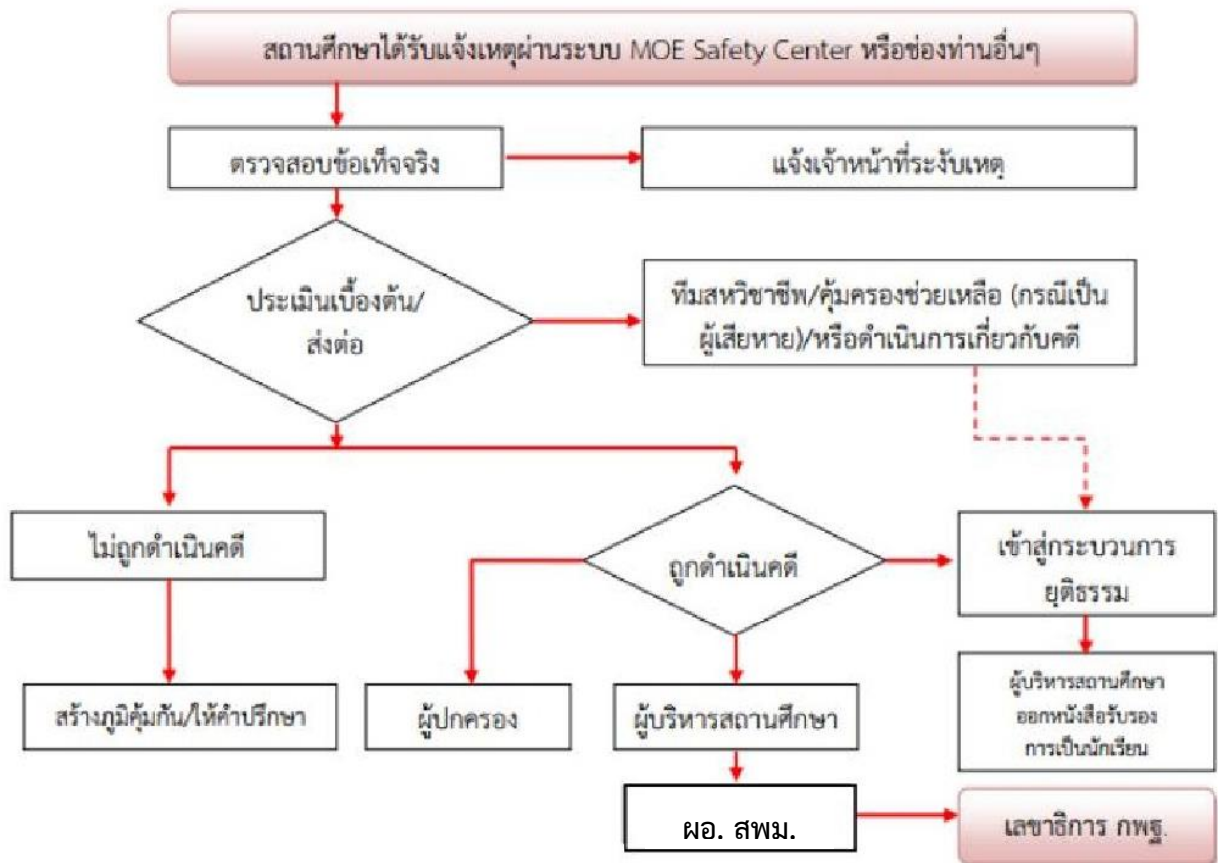 สถานศึกษาได้รับแจ้งเหตุผ่านระบบ MOE Safety Center หรือช่องท่านอื่นๆ
ตรวจสอบข้อเท็จจริง
แจ้งเจ้าหน้าที่ระงับเหตุ
ประเมินเบื้องต้น/
ส่งต่อ
ทีมสหวิชาชีพ/คุ้มครองช่วยเหลือ (กรณีเป็น
ผู้เสียหาย)/หรือดำเนินการเกี่ยวกับคดี
ไม่ถูกดำเนินคดี
ถูกดำเนินคดี
เข้าสู่กระบวนการ
ยุติธรรม
สร้างภูมิคุ้มกัน/ให้คำปรึกษา
ผู้ปกครอง
ผู้บริหารสถานศึกษา
ผู้บริหารสถานศึกษา
ออกหนังสือรับรอง
การเป็นนักเรียน
ผอ. สพม.
เลขาธิการ กพฐ.